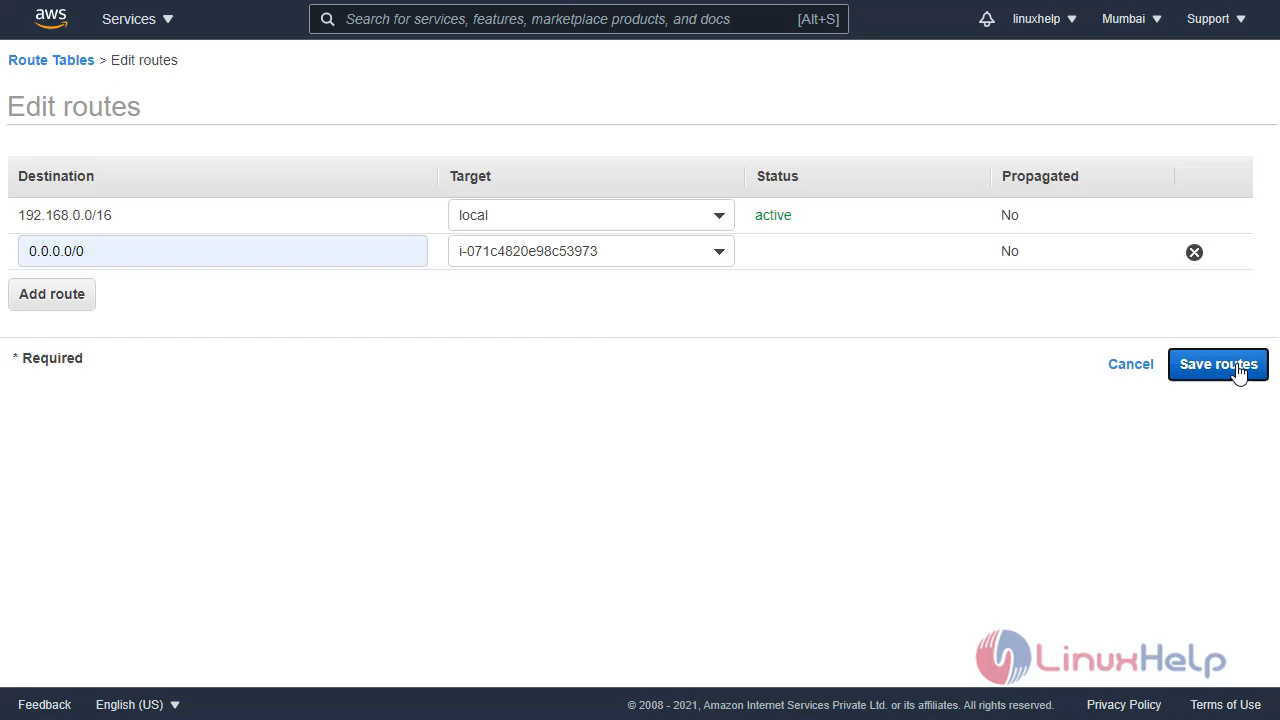 aws Services Search for services, features, marketplace products, and docs [Alt+S] linuxhelp Mumbai Support
Route Tables > Edit routes
Edit routes
Destination Target Status Propagated
192.168.0.0/16 local active No
0.0.0.0/0 i-071c4820e98c53973 No
Add route
* Required Cancel Save routes
LinuxHelp
Feedback English (US) © 2008 - 2021, Amazon Internet Services Private Ltd. or its affiliates. All rights reserved. Privacy Policy Terms of Use